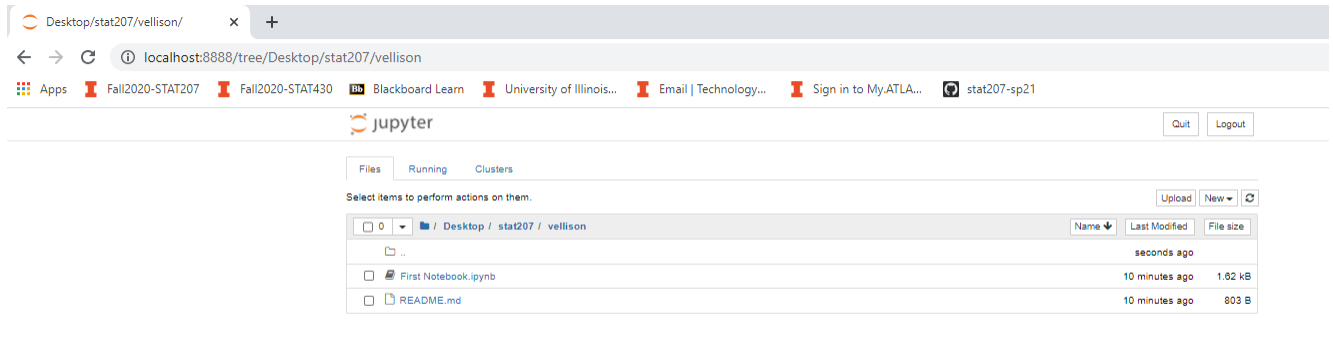 Desktop/stat207/vellison/
localhost:8888/tree/Desktop/stat207/vellison
Apps Fall2020-STAT207 Fall2020-STAT430 Bb Blackboard Learn University of Illinois... Email | Technology... Sign in to My.ATLA... stat207-sp21
jupyter Quit Logout
Files Running Clusters
Select items to perform actions on them. Upload New
0 / Desktop / stat207 / vellison Name Last Modified File size
.. seconds ago
First Notebook.ipynb 10 minutes ago 1.62 kB
README.md 10 minutes ago 803 B